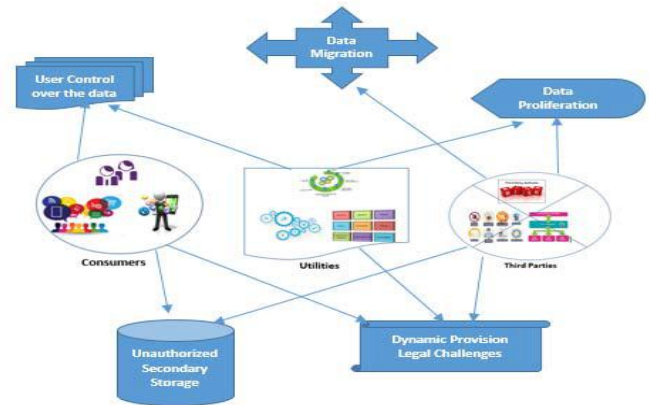 Data
Migration
User Control
over the data
Data
Proliferation
Consumers
Utilities
Third Parties
Unauthorized
Secondary
Storage
Dynamic Provision
Legal Challenges